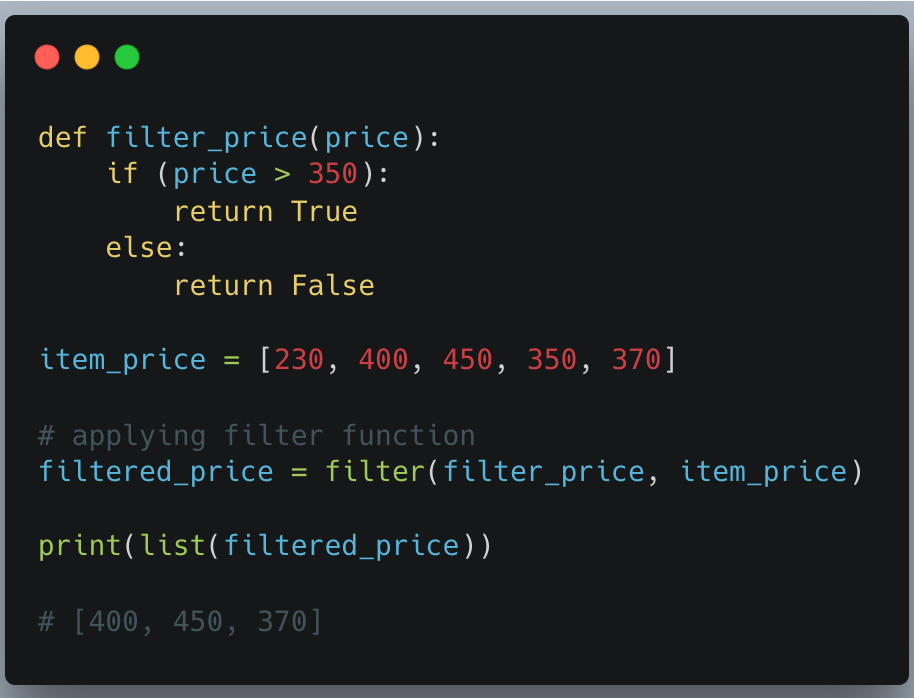 def filter_price(price):
    if (price > 350):
        return True
    else:
        return False
item_price = [230, 400, 450, 350, 370]
# applying filter function
filtered_price = filter(filter_price, item_price)
print(list(filtered_price))
# [400, 450, 370]